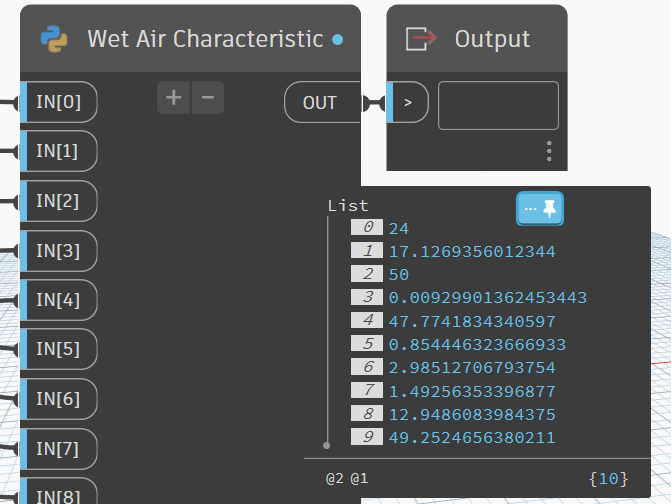 Wet Air Characteristic
Output
IN[0]
+ −
OUT
>
IN[1]
IN[2]
IN[3]
IN[4]
IN[5]
IN[6]
IN[7]
IN[8]
List
...
0 24
1 17.1269356012344
2 50
3 0.00929901362453443
4 47.7741834340597
5 0.854446323666933
6 2.98512706793754
7 1.49256353396877
8 12.9486083984375
9 49.2524656380211
@2 @1
{10}